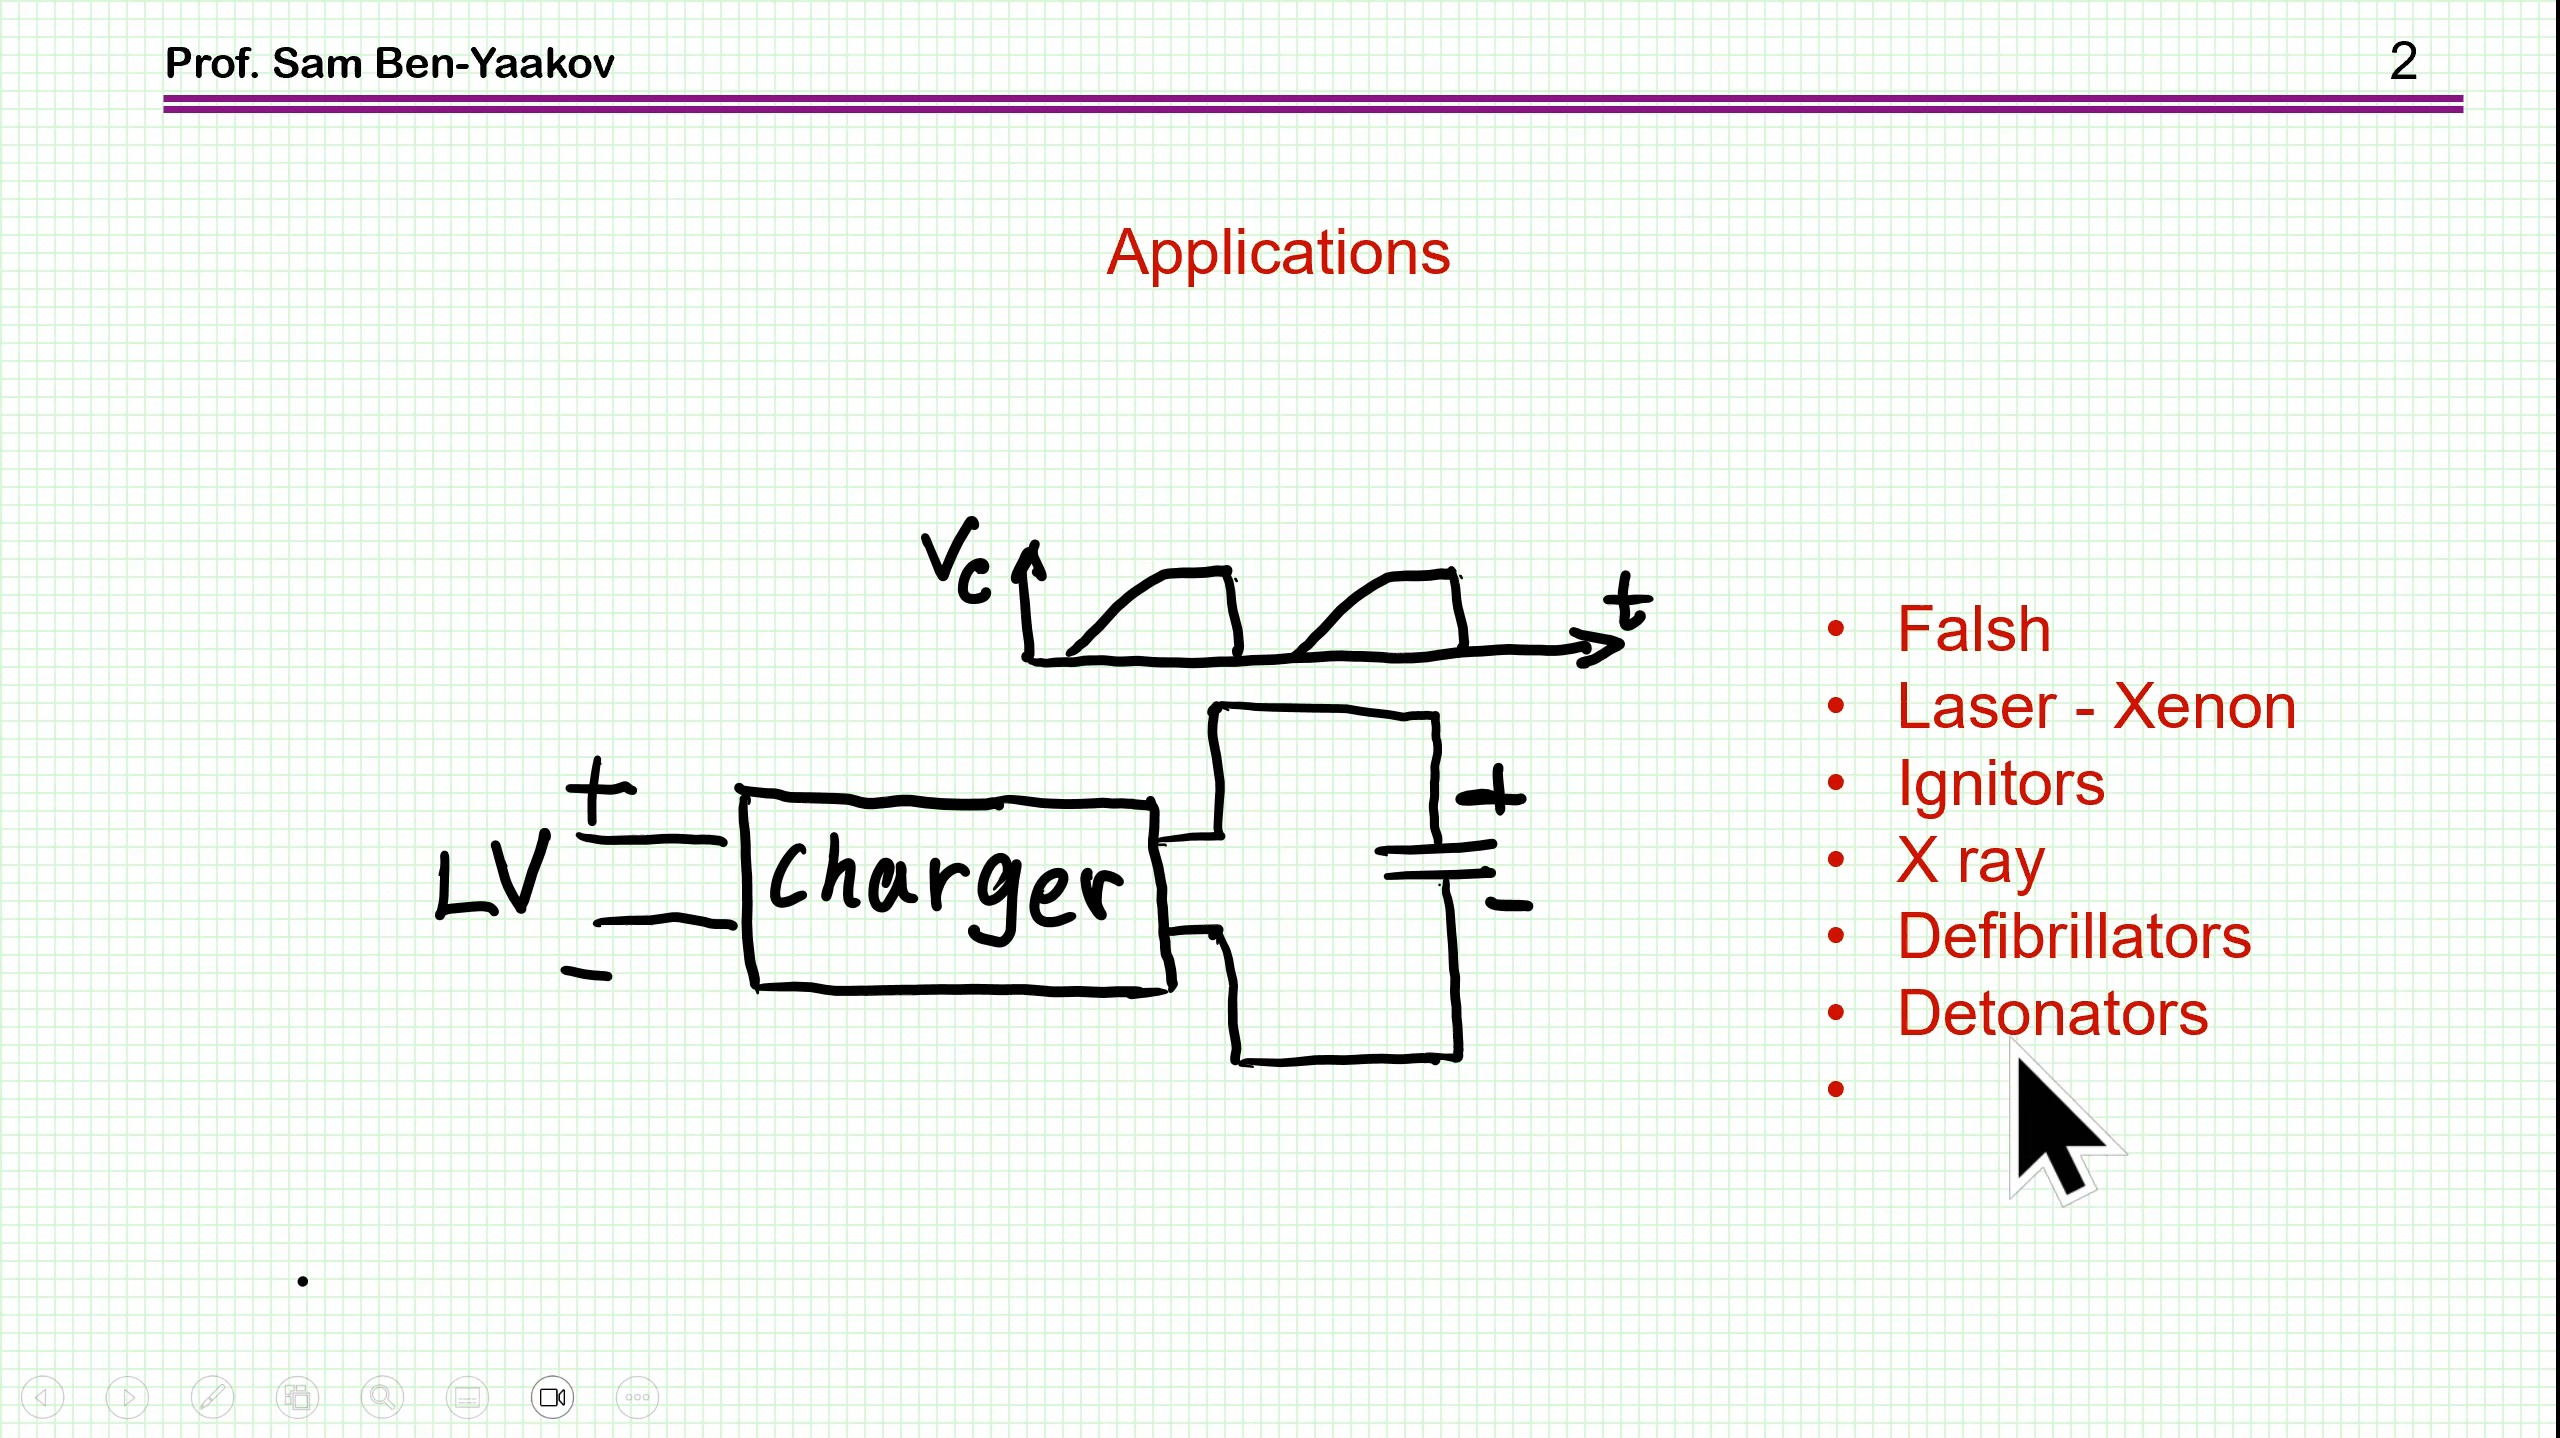 Prof. Sam Ben-Yaakov
2
Applications
Vc
t
LV
+
-
Charger
+
-
• Falsh
• Laser - Xenon
• Ignitors
• X ray
• Defibrillators
• Detonators
•